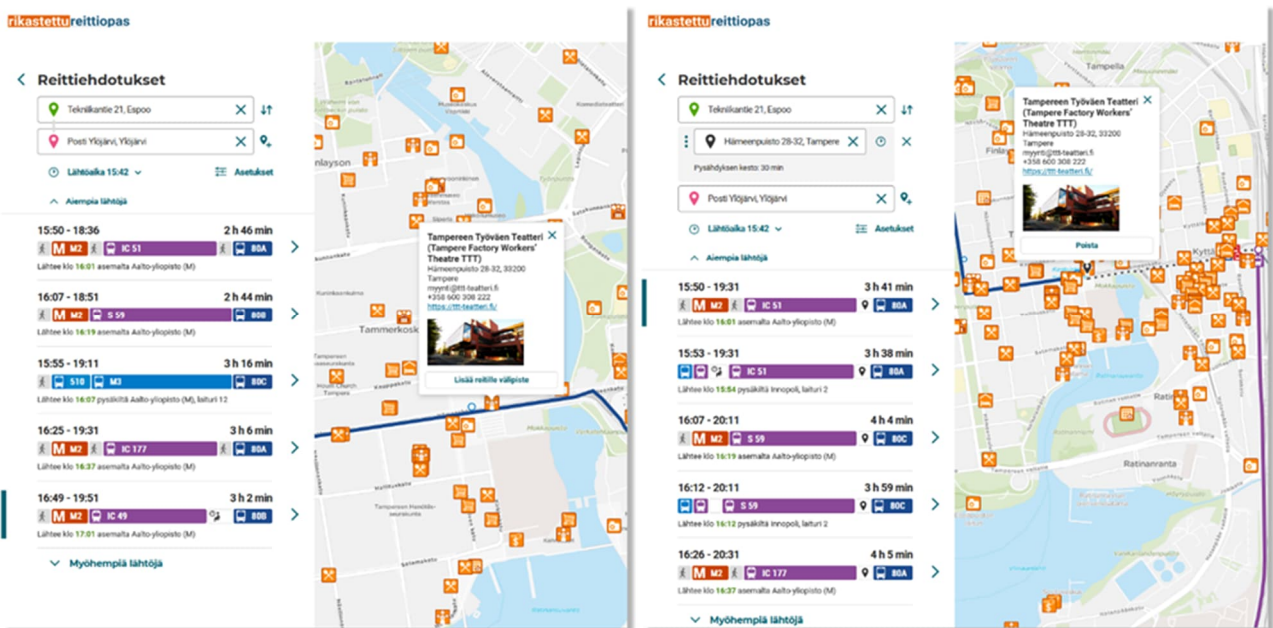 rikastettureittiopas
Reittiehdotukset
Tekniikantie 21, Espoo
Posti Ylöjärvi, Ylöjärvi
Lähtöaika 15:42
Asetukset
Aiempia lähtöjä
15:50 - 18:36 2 h 46 min
M M2 IC 51 80A
Lähtee klo 16:01 asemalta Aalto-yliopisto (M)
16:07 - 18:51 2 h 44 min
M M2 S 59 80B
Lähtee klo 16:19 asemalta Aalto-yliopisto (M)
15:55 - 19:11 3 h 16 min
510 M3 80C
Lähtee klo 16:07 pysäkiltä Aalto-yliopisto (M), laituri 12
16:25 - 19:31 3 h 6 min
M M2 IC 177 80A
Lähtee klo 16:37 asemalta Aalto-yliopisto (M)
16:49 - 19:51 3 h 2 min
M M2 IC 49 80B
Lähtee klo 17:01 asemalta Aalto-yliopisto (M)
Myöhempiä lähtöjä
nlayson
Tammerkosk
Tampereen Työväen Teatteri
(Tampere Factory Workers'
Theatre TTT)
Hämeenpuisto 28-32, 33200
Tampere
myynti@ttt-teatteri.fi
+358 600 308 222
https://ttt-teatteri.fi/
Lisää reitille välipiste
rikastettureittiopas
Reittiehdotukset
Tekniikantie 21, Espoo
Hämeenpuisto 28-32, Tampere
Pysähdyksen kesto: 30 min
Posti Ylöjärvi, Ylöjärvi
Lähtöaika 15:42
Asetukset
Aiempia lähtöjä
15:50 - 19:31 3 h 41 min
M M2 IC 51 80A
Lähtee klo 16:01 asemalta Aalto-yliopisto (M)
15:53 - 19:31 3 h 38 min
IC 51 80A
Lähtee klo 15:54 pysäkiltä Innopoli, laituri 2
16:07 - 20:11 4 h 4 min
M M2 S 59 80C
Lähtee klo 16:19 asemalta Aalto-yliopisto (M)
16:12 - 20:11 3 h 59 min
S 59 80C
Lähtee klo 16:12 pysäkiltä Innopoli, laituri 2
16:26 - 20:31 4 h 5 min
M M2 IC 177 80A
Lähtee klo 16:37 asemalta Aalto-yliopisto (M)
Myöhempiä lähtöjä
Tampella
Finlay
Tampereen Työväen Teatteri
(Tampere Factory Workers'
Theatre TTT)
Hämeenpuisto 28-32, 33200
Tampere
myynti@ttt-teatteri.fi
+358 600 308 222
https://ttt-teatteri.fi/
Poista
Kyttäl
Ratin
Ratinanranta